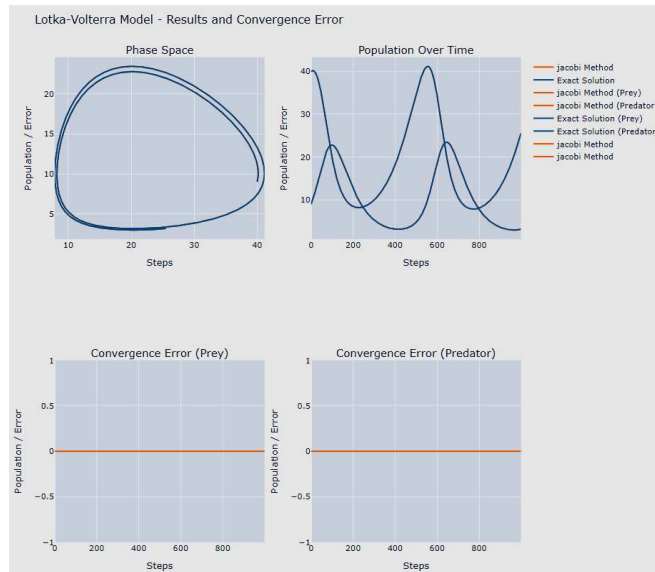 Lotka-Volterra Model - Results and Convergence Error
Phase Space
Population / Error
20
15
10
5
10
20
30
40
Steps
Population Over Time
Population / Error
40
30
20
10
0
200
400
600
800
Steps
jacobi Method
Exact Solution
jacobi Method (Prey)
jacobi Method (Predator
Exact Solution (Prey)
Exact Solution (Predator
jacobi Method
jacobi Method
Convergence Error (Prey)
Population / Error
1
0.5
0
−0.5
−1
0
200
400
600
800
Steps
Convergence Error (Predator)
Population / Error
1
0.5
0
−0.5
−1
0
200
400
600
800
Steps